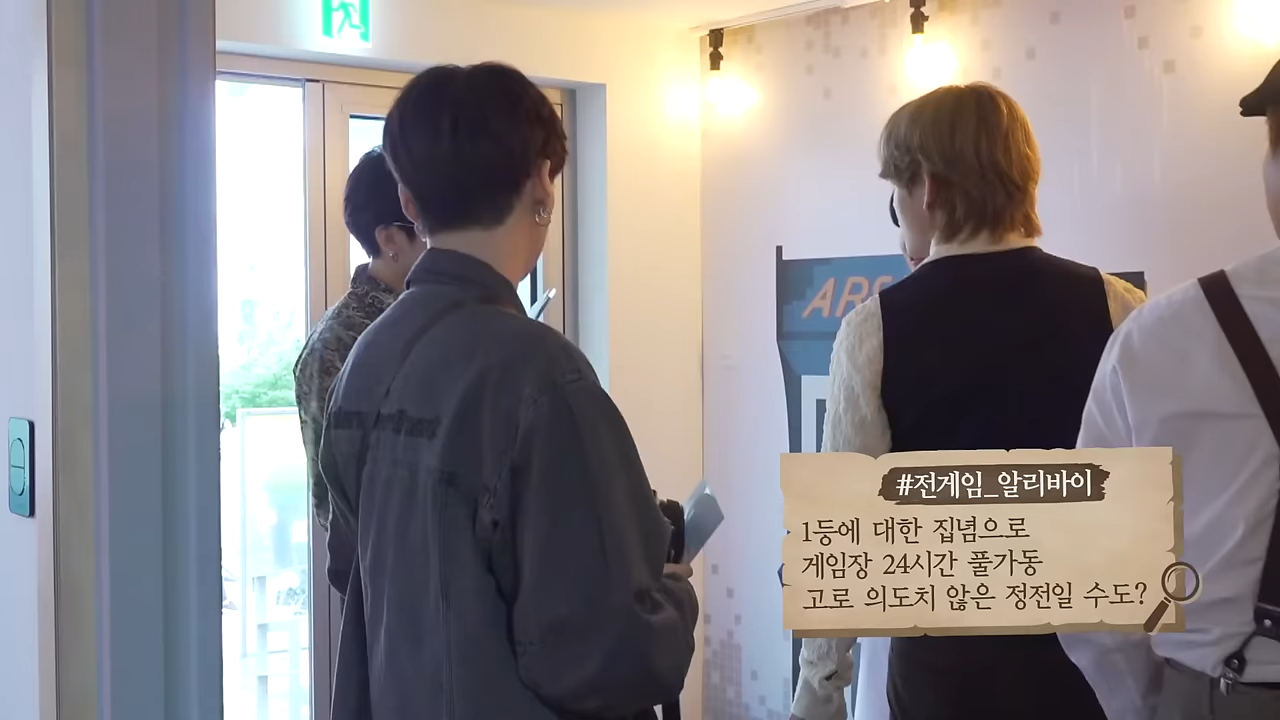 #전게임_알리바이
1등에 대한 집념으로
게임장 24시간 풀가동
고로 의도치 않은 정전일 수도?